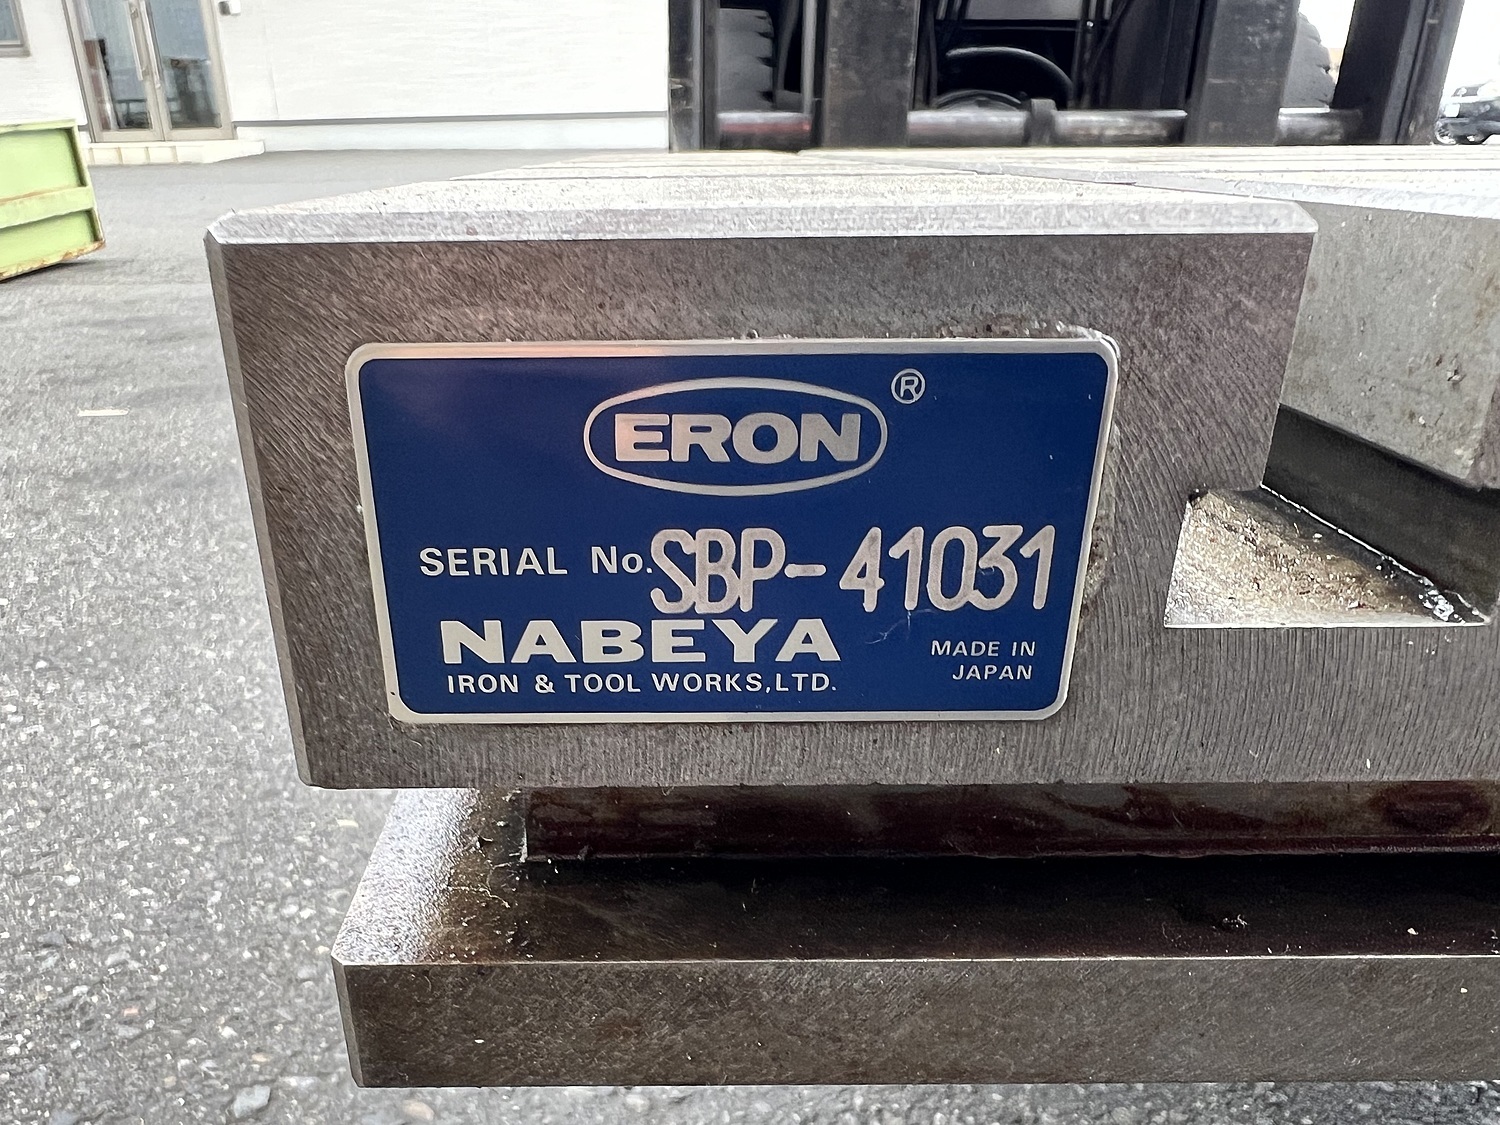 ERON ®
SERIAL No. SBP-41031
NABEYA
IRON & TOOL WORKS,LTD.
MADE IN
JAPAN